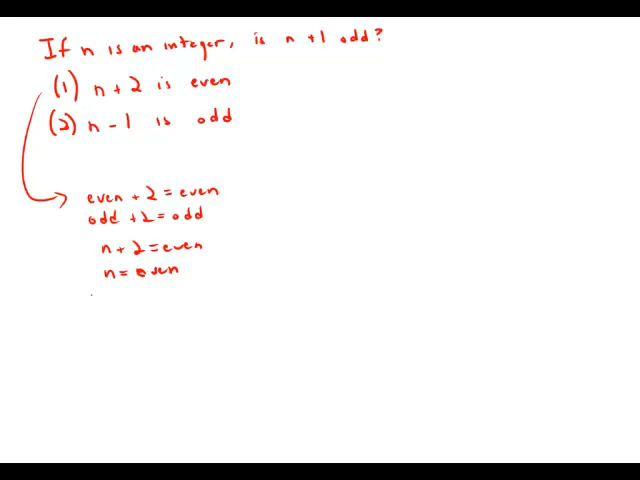 If n is an integer, is n + 1 odd?
(1) n + 2 is even
(2) n - 1 is odd
even + 2 = even
odd + 2 = odd
n + 2 = even
n = even